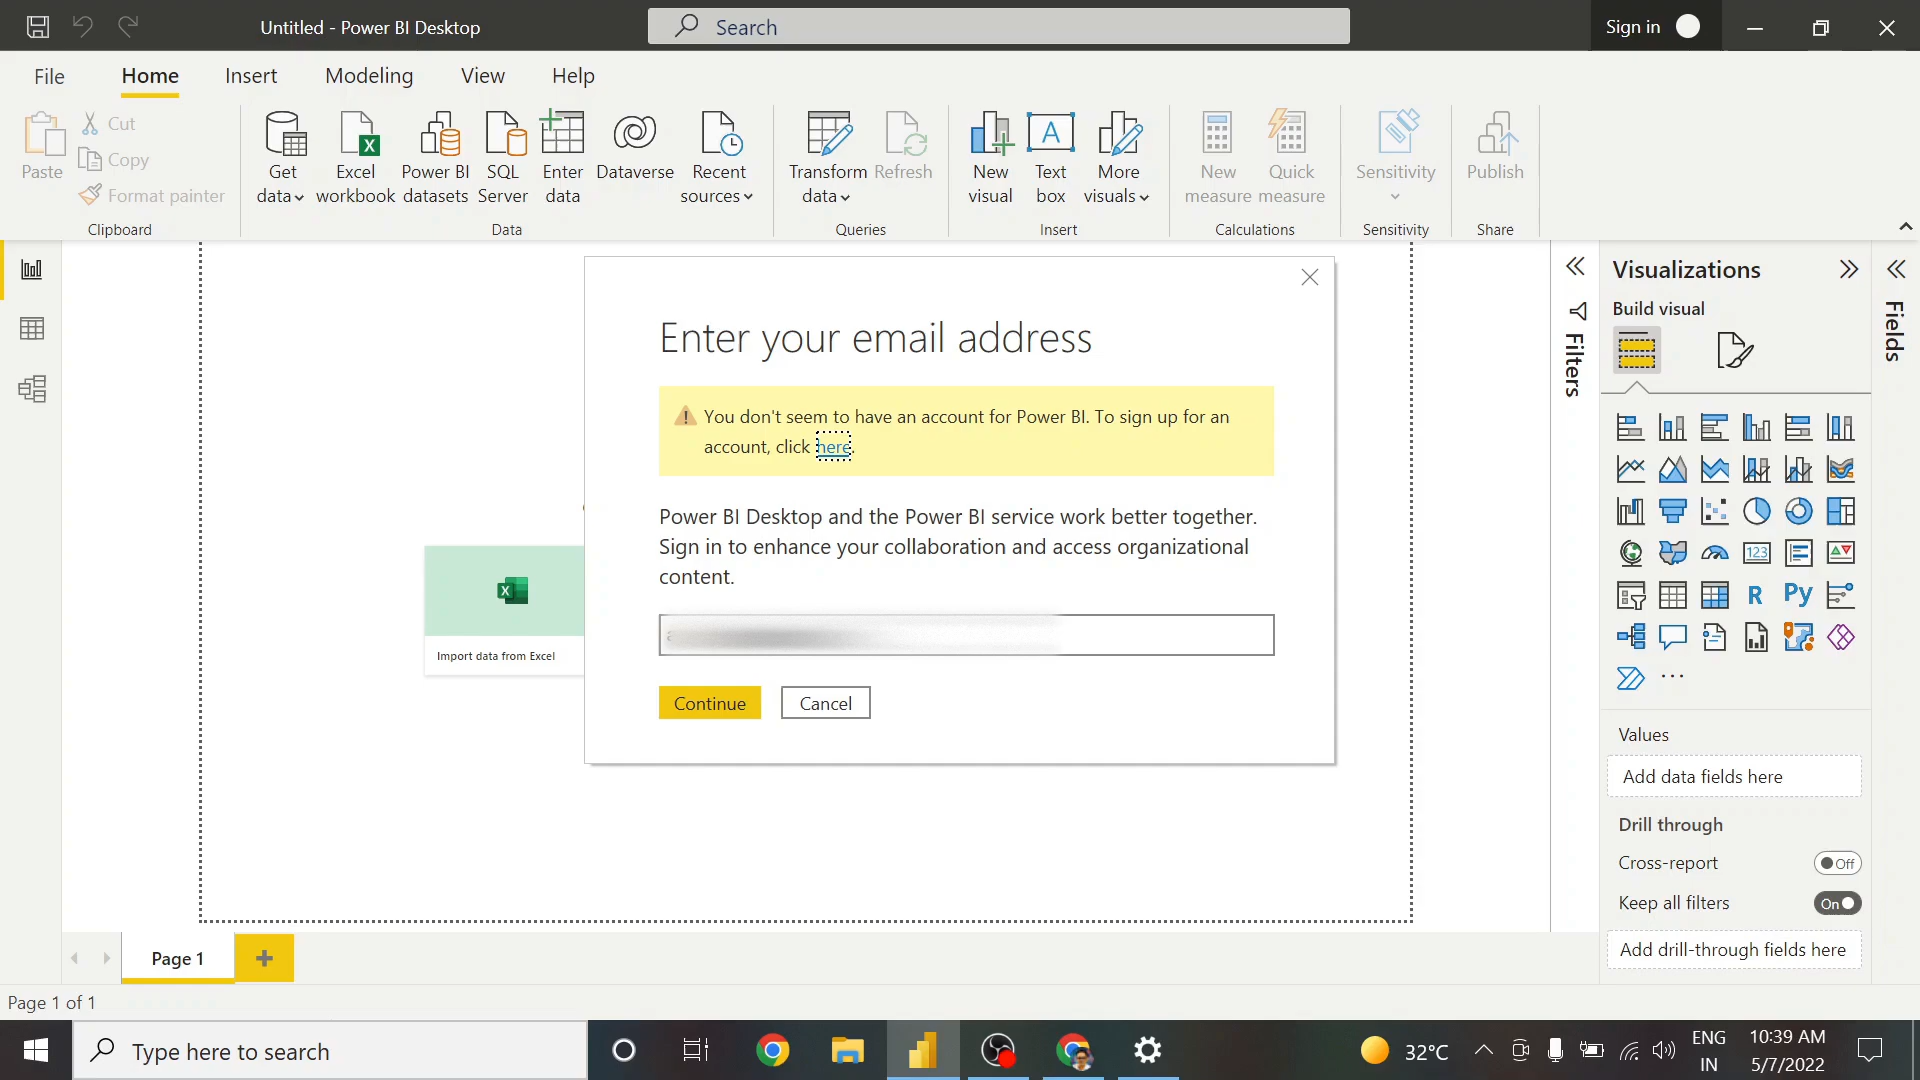 Untitled - Power BI Desktop
Search
Sign in
File
Home
Insert
Modeling
View
Help
Paste
Cut
Copy
Format painter
Clipboard
Get data
Excel workbook
Power BI datasets
SQL Server
Enter data
Dataverse
Recent sources
Data
Transform data
Refresh
Queries
New visual
A
Text box
More visuals
Insert
New measure
Quick measure
Calculations
Sensitivity
Sensitivity
Publish
Share
Import data from Excel
Enter your email address
You don't seem to have an account for Power BI. To sign up for an
account, click here.
Power BI Desktop and the Power BI service work better together.
Sign in to enhance your collaboration and access organizational
content.
Continue
Cancel
Filters
Visualizations
Build visual
123
R
Py
Values
Add data fields here
Drill through
Cross-report
Off
Keep all filters
On
Add drill-through fields here
Fields
Page 1
Page 1 of 1
Type here to search
32°C
ENG
IN
10:39 AM
5/7/2022